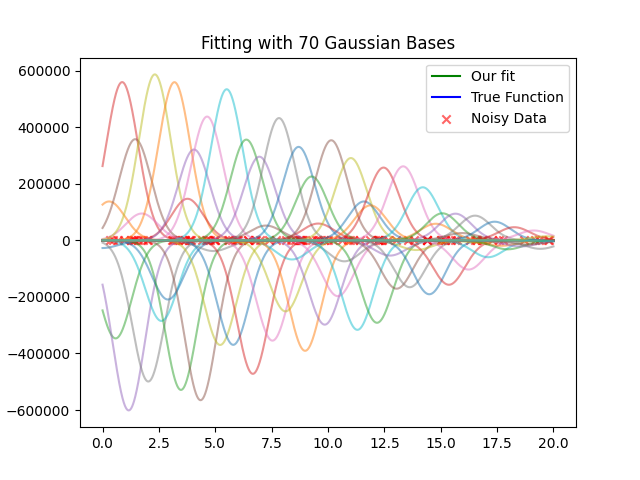 Fitting with 70 Gaussian Bases
Our fit
True Function
Noisy Data
600000
400000
200000
0
−200000
−400000
−600000
0.0 2.5 5.0 7.5 10.0 12.5 15.0 17.5 20.0